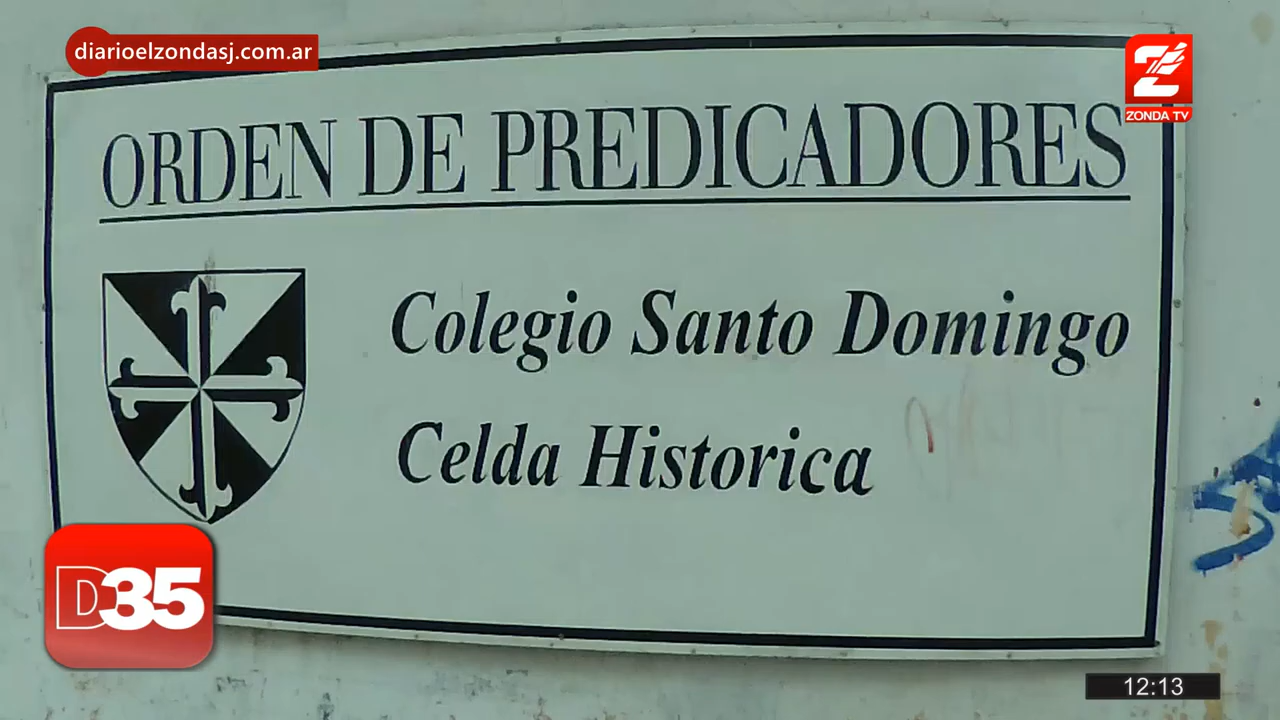 diarioelzondasj.com.ar
ZONDA TV
ORDEN DE PREDICADORES
Colegio Santo Domingo
Celda Historica
D35
12:13